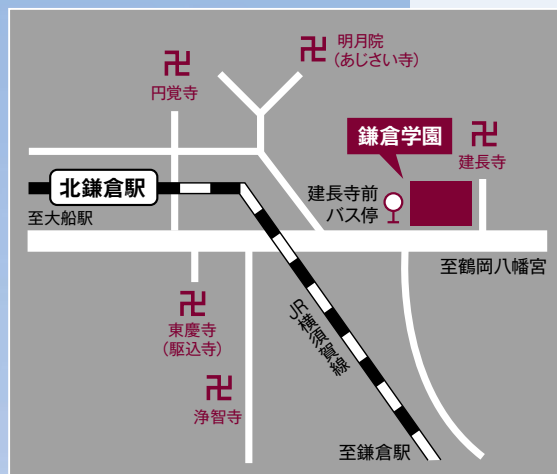 明月院
(あじさい寺)
円覚寺
鎌倉学園
建長寺
北鎌倉駅
建長寺前
バス停
至大船駅
至鶴岡八幡宮
東慶寺
(駆込寺)
JR横須賀線
浄智寺
至鎌倉駅